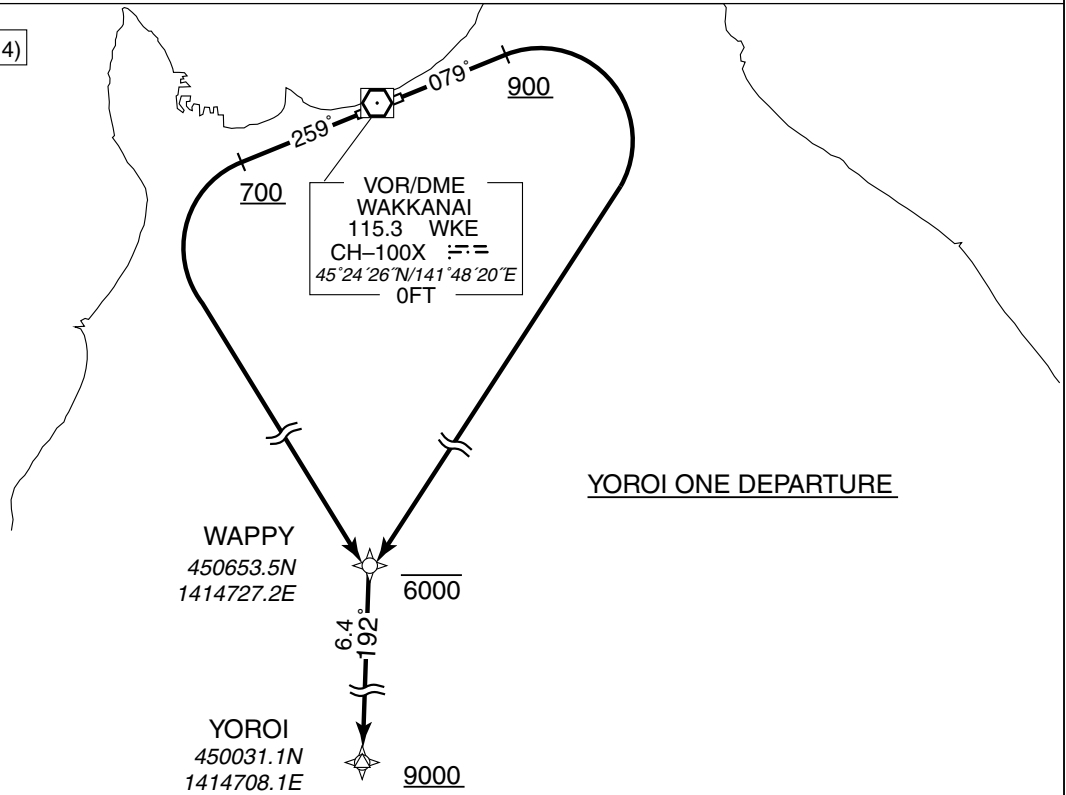 4)
079°
900
259°
700
VOR/DME
WAKKANAI
115.3 WKE
CH–100X
45°24´26˝N/141°48´20˝E
0FT
YOROI ONE DEPARTURE
WAPPY
450653.5N
1414727.2E
6000
6.4
192°
YOROI
450031.1N
1414708.1E
9000